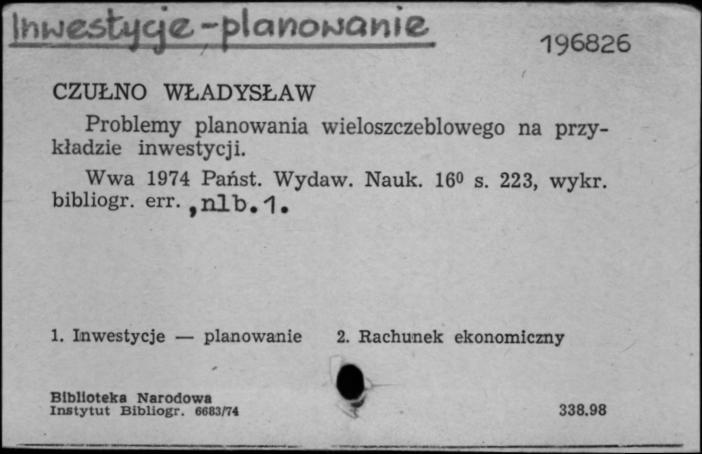 Inwestycje-planowanie
196826
CZUŁNO WŁADYSŁAW
Problemy planowania wieloszczeblowego na przy-
kładzie inwestycji.
Wwa 1974 Państ. Wydaw. Nauk. 16⁰ s. 223, wykr.
bibliogr. err. ,nlb.1.
1. Inwestycje — planowanie 2. Rachunek ekonomiczny
Biblioteka Narodowa
Instytut Bibliogr. 6683/74
338.98